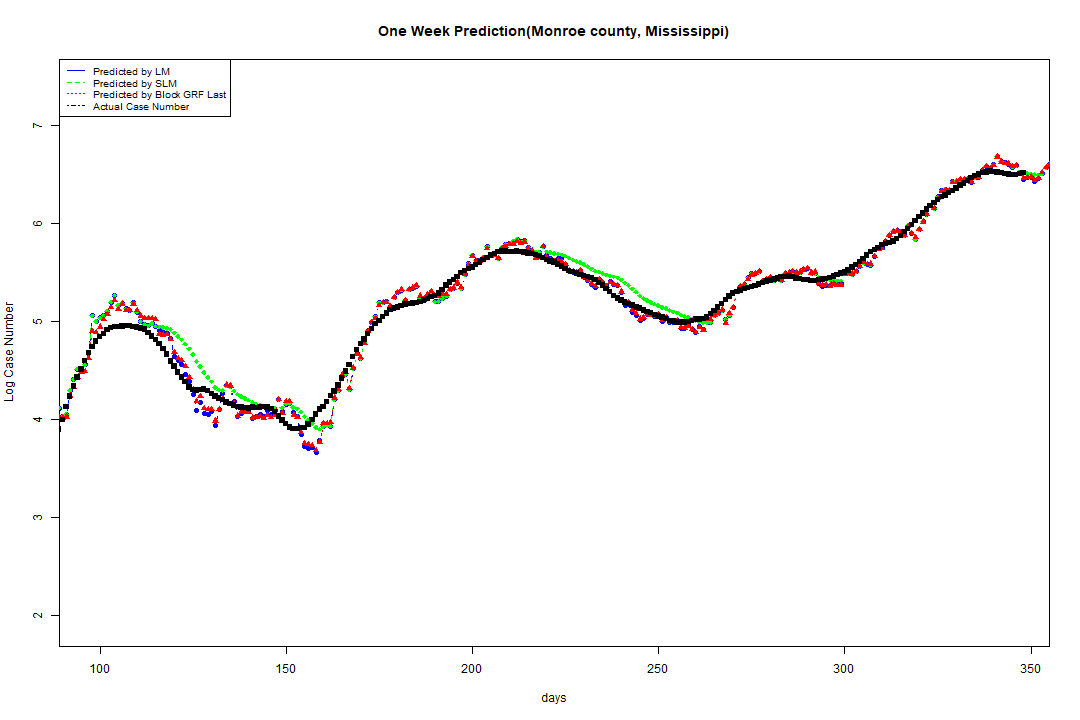 One Week Prediction(Monroe county, Mississippi)
Predicted by LM
Predicted by SLM
Predicted by Block GRF Last
Actual Case Number
7
6
5
4
3
2
Log Case Number
100 150 200 250 300 350
days